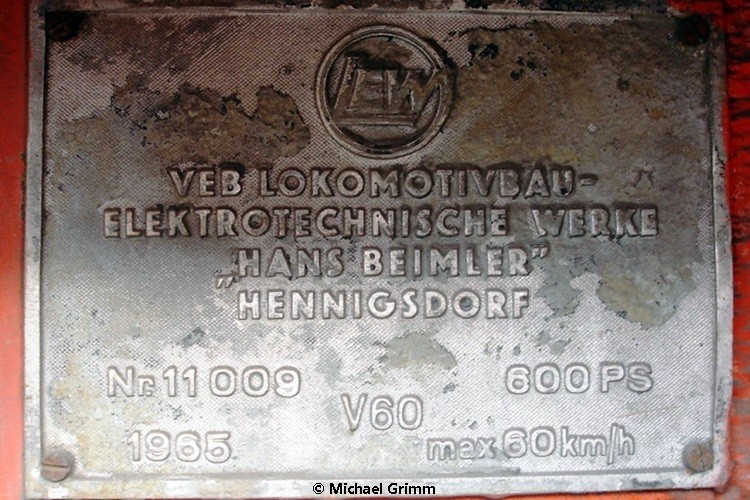 LEW
VEB LOKOMOTIVBAU-
ELEKTROTECHNISCHE WERKE
„HANS BEIMLER"
HENNIGSDORF
Nr. 11 009
600 PS
V60
1965
max 60 km/h
© Michael Grimm